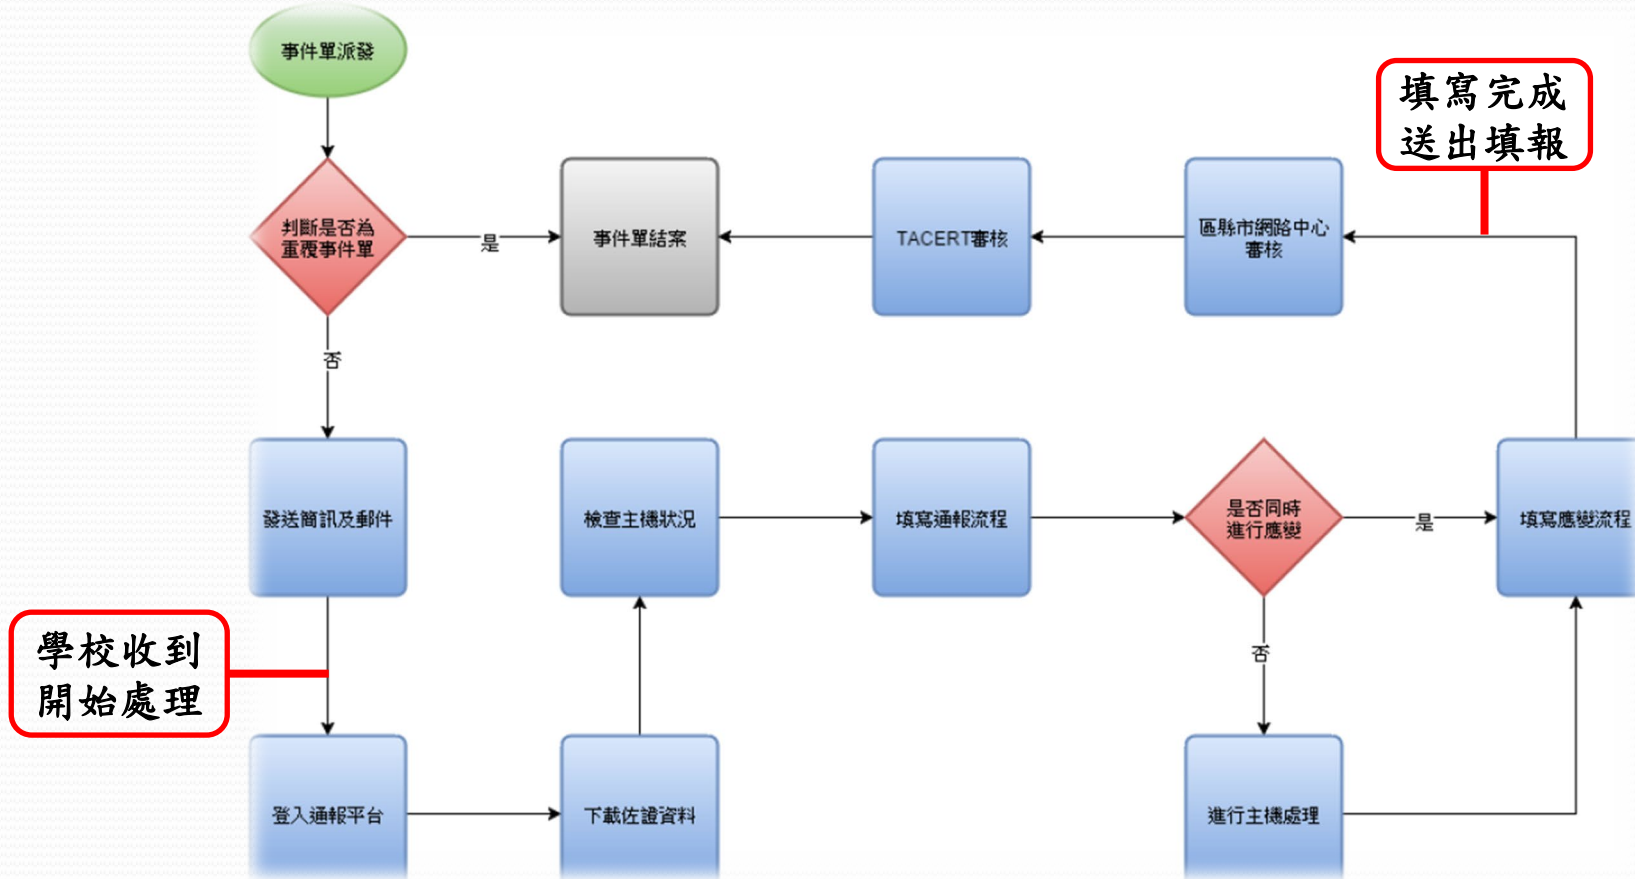 事件單派發
填寫完成
送出填報
判斷是否為
重覆事件單
是
事件單結案
TACERT審核
區縣市網路中心
審核
否
發送簡訊及郵件
檢查主機狀況
填寫通報流程
是否同時
進行應變
是
填寫應變流程
學校收到
開始處理
否
登入通報平台
下載佐證資料
進行主機處理